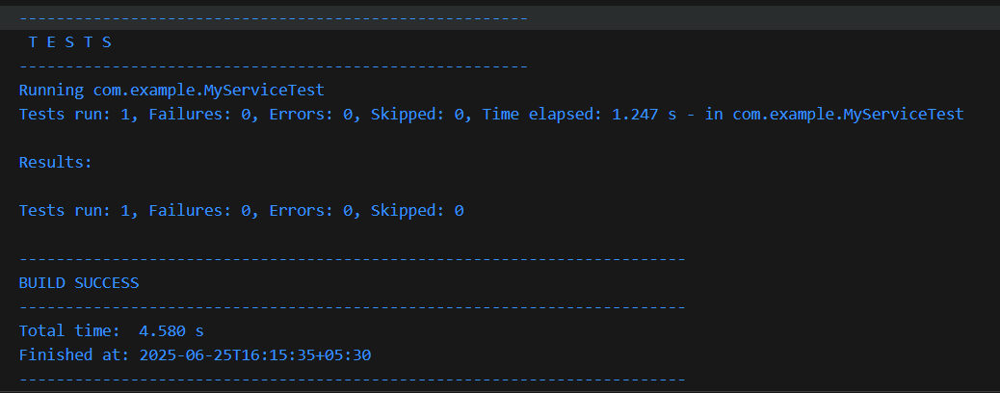 -------------------------------------------------------
 T E S T S
-------------------------------------------------------
Running com.example.MyServiceTest
Tests run: 1, Failures: 0, Errors: 0, Skipped: 0, Time elapsed: 1.247 s - in com.example.MyServiceTest

Results:

Tests run: 1, Failures: 0, Errors: 0, Skipped: 0

------------------------------------------------------------------------
BUILD SUCCESS
------------------------------------------------------------------------
Total time:  4.580 s
Finished at: 2025-06-25T16:15:35+05:30
------------------------------------------------------------------------